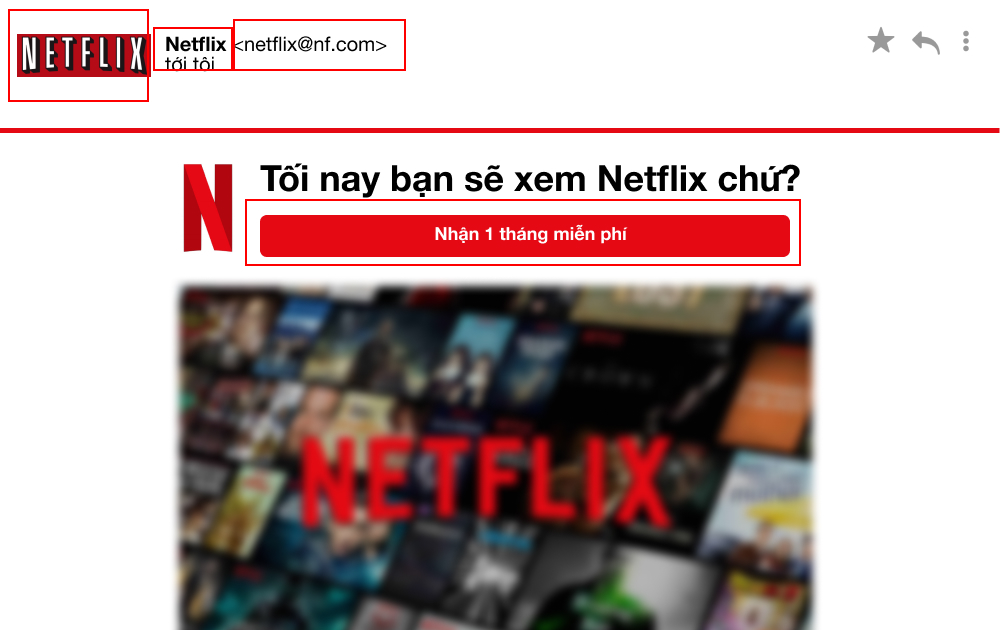 NETFLIX
Netflix <netflix@nf.com>
tới tôi
Tối nay bạn sẽ xem Netflix chứ?
Nhận 1 tháng miễn phí
NETFLIX